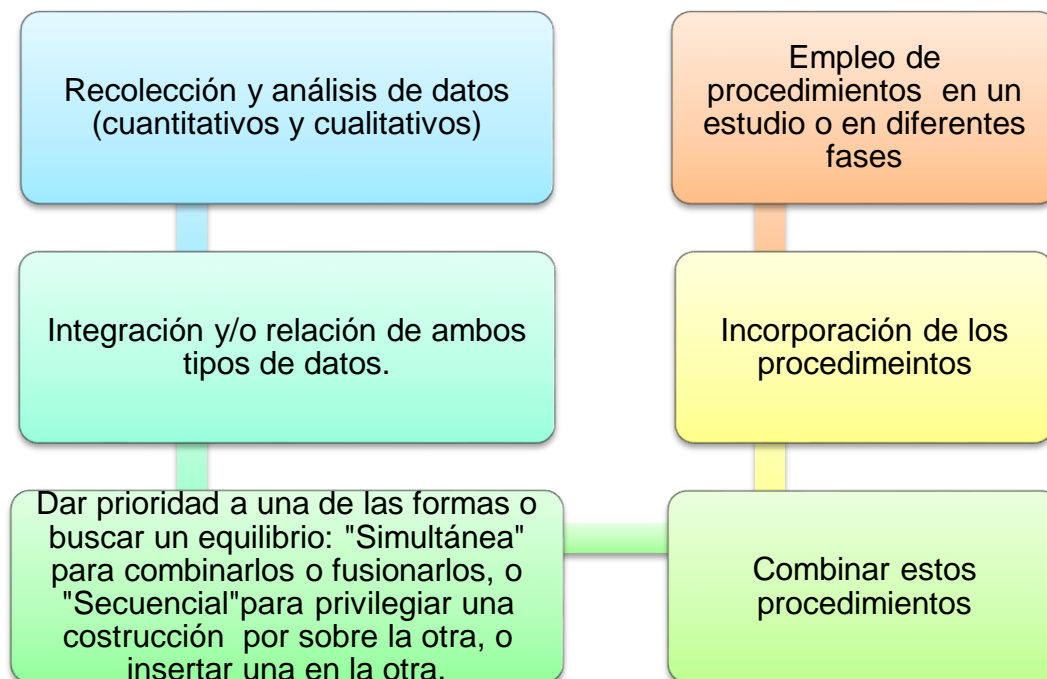 Recolección y análisis de datos
(cuantitativos y cualitativos)
Integración y/o relación de ambos
tipos de datos.
Dar prioridad a una de las formas o
buscar un equilibrio: "Simultánea"
para combinarlos o fusionarlos, o
"Secuencial"para privilegiar una
costrucción por sobre la otra, o
insertar una en la otra.
Combinar estos
procedimientos
Incorporación de los
procedimeintos
Empleo de
procedimientos en un
estudio o en diferentes
fases